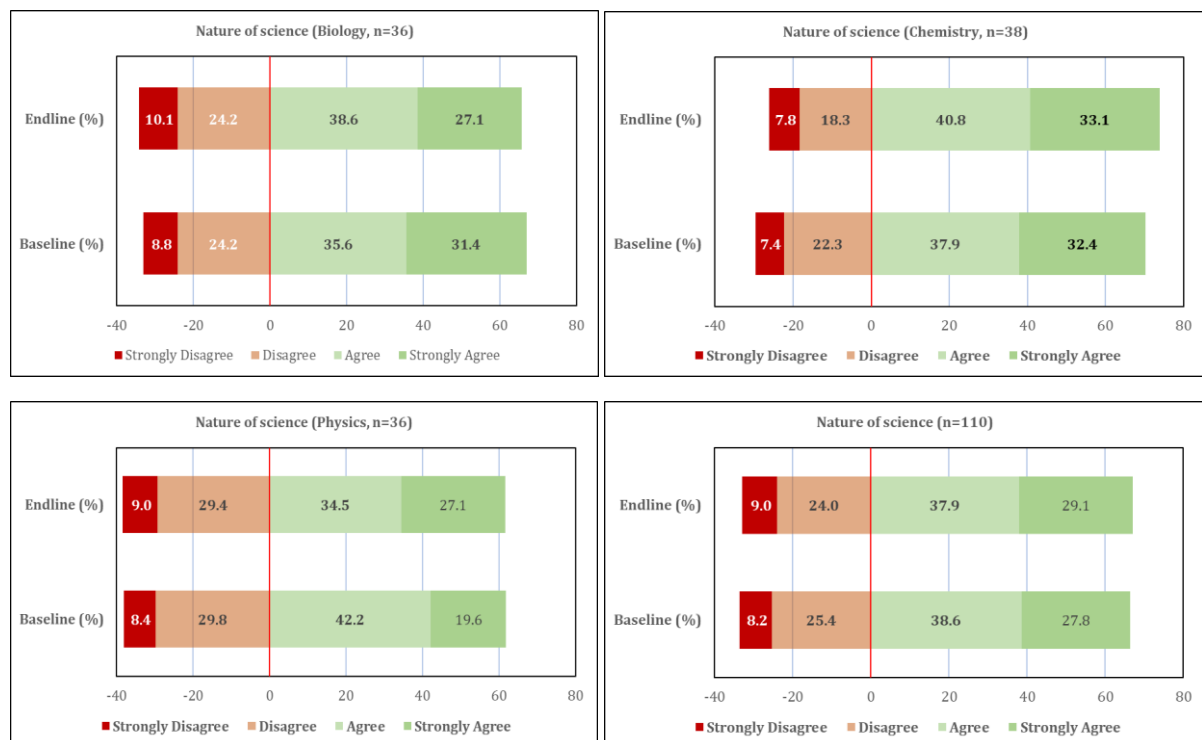 Nature of science (Biology, n=36)
Endline (%)
10.1 24.2 38.6 27.1
Baseline (%)
8.8 24.2 35.6 31.4
-40 -20 0 20 40 60 80
Strongly Disagree Disagree Agree Strongly Agree
Nature of science (Chemistry, n=38)
Endline (%)
7.8 18.3 40.8 33.1
Baseline (%)
7.4 22.3 37.9 32.4
-40 -20 0 20 40 60 80
Strongly Disagree Disagree Agree Strongly Agree
Nature of science (Physics, n=36)
Endline (%)
9.0 29.4 34.5 27.1
Baseline (%)
8.4 29.8 42.2 19.6
-40 -20 0 20 40 60 80
Strongly Disagree Disagree Agree Strongly Agree
Nature of science (n=110)
Endline (%)
9.0 24.0 37.9 29.1
Baseline (%)
8.2 25.4 38.6 27.8
-40 -20 0 20 40 60 80
Strongly Disagree Disagree Agree Strongly Agree